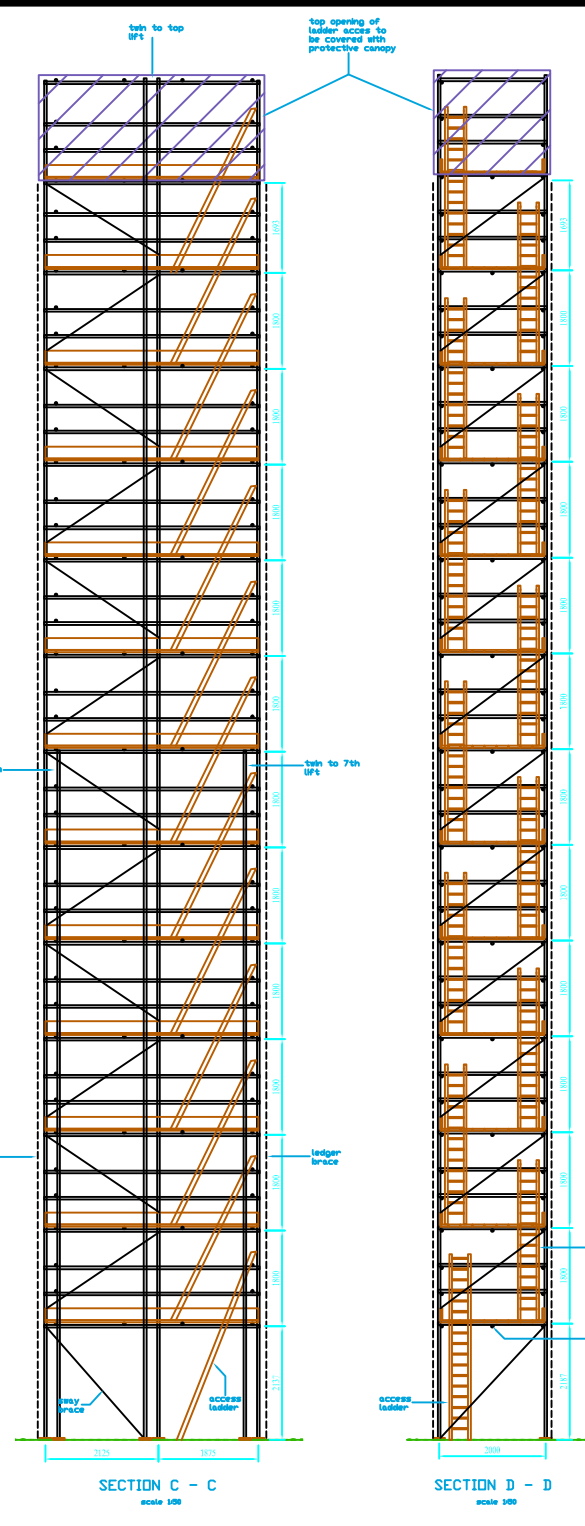 twin to top
lift
top opening of
ladder acces to
be covered with
protective canopy
1693
1693
1800
1800
1800
1800
1800
1800
1800
1800
1800
1800
twin to 7th
lift
1800
1800
1800
1800
1800
1800
1800
1800
ledger
brace
1800
1800
1800
1800
sway
brace
access
ladder
access
ladder
2137
2187
2125
1875
2000
SECTION C - C
scale 1:50
SECTION D - D
scale 1:50